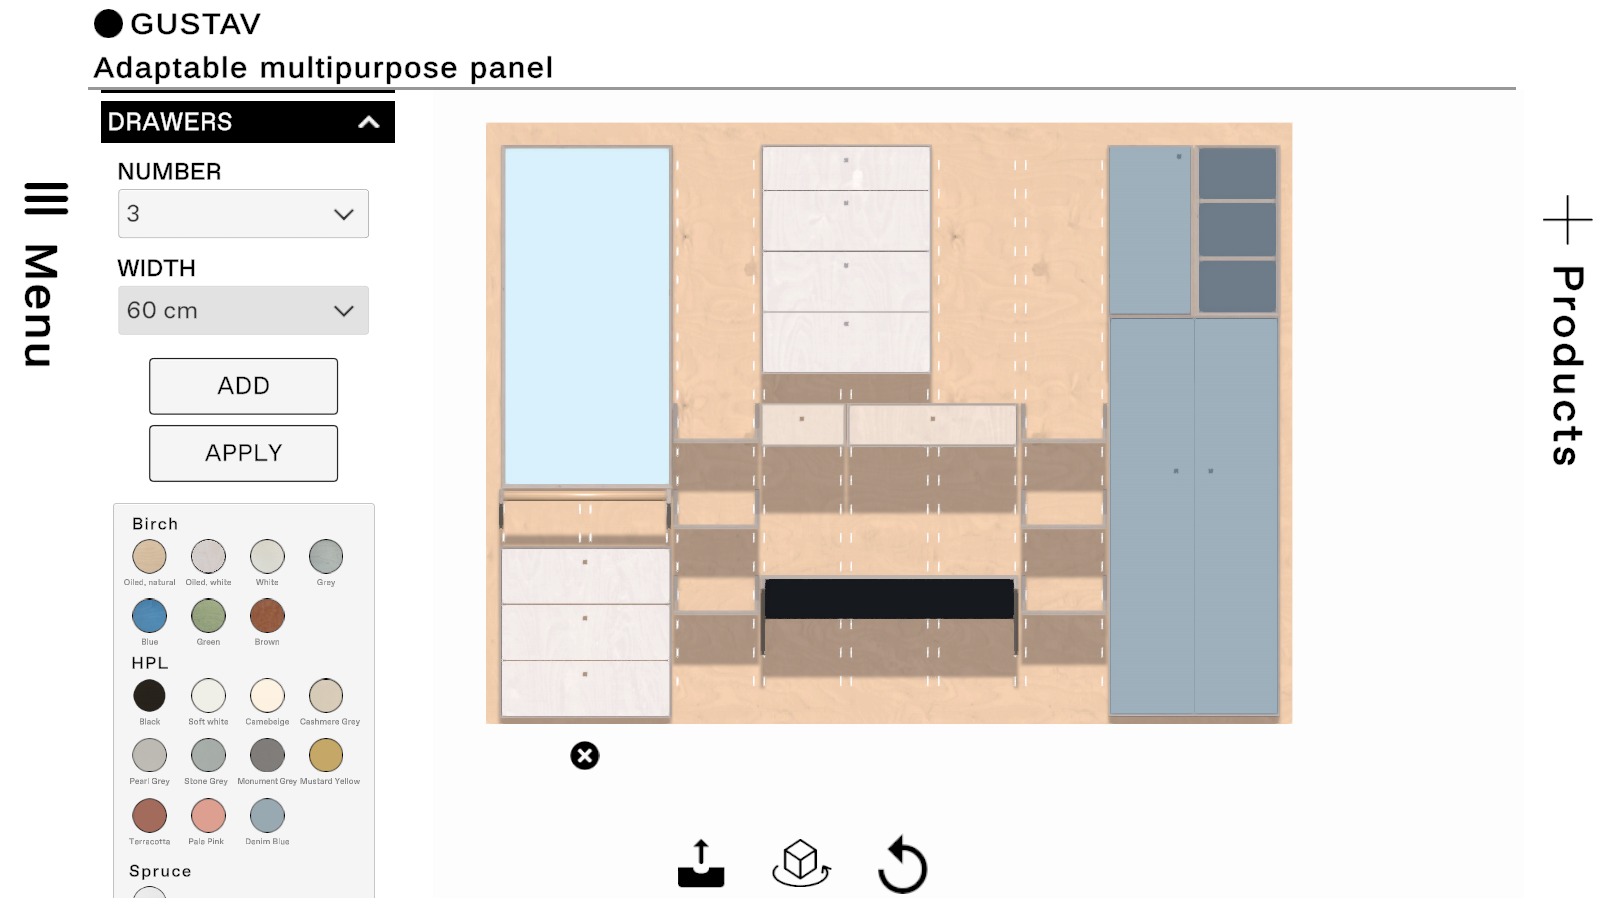 GUSTAV
Adaptable multipurpose panel
DRAWERS
NUMBER
3
WIDTH
60 cm
ADD
APPLY
Birch
Oiled, natural
Oiled, white
White
Grey
Blue
Green
Brown
HPL
Black
Soft white
Camebeige
Cashmere Grey
Pearl Grey
Stone Grey
Monument Grey
Mustard Yellow
Terracotta
Pale Pink
Denim Blue
Spruce
Menu
Products